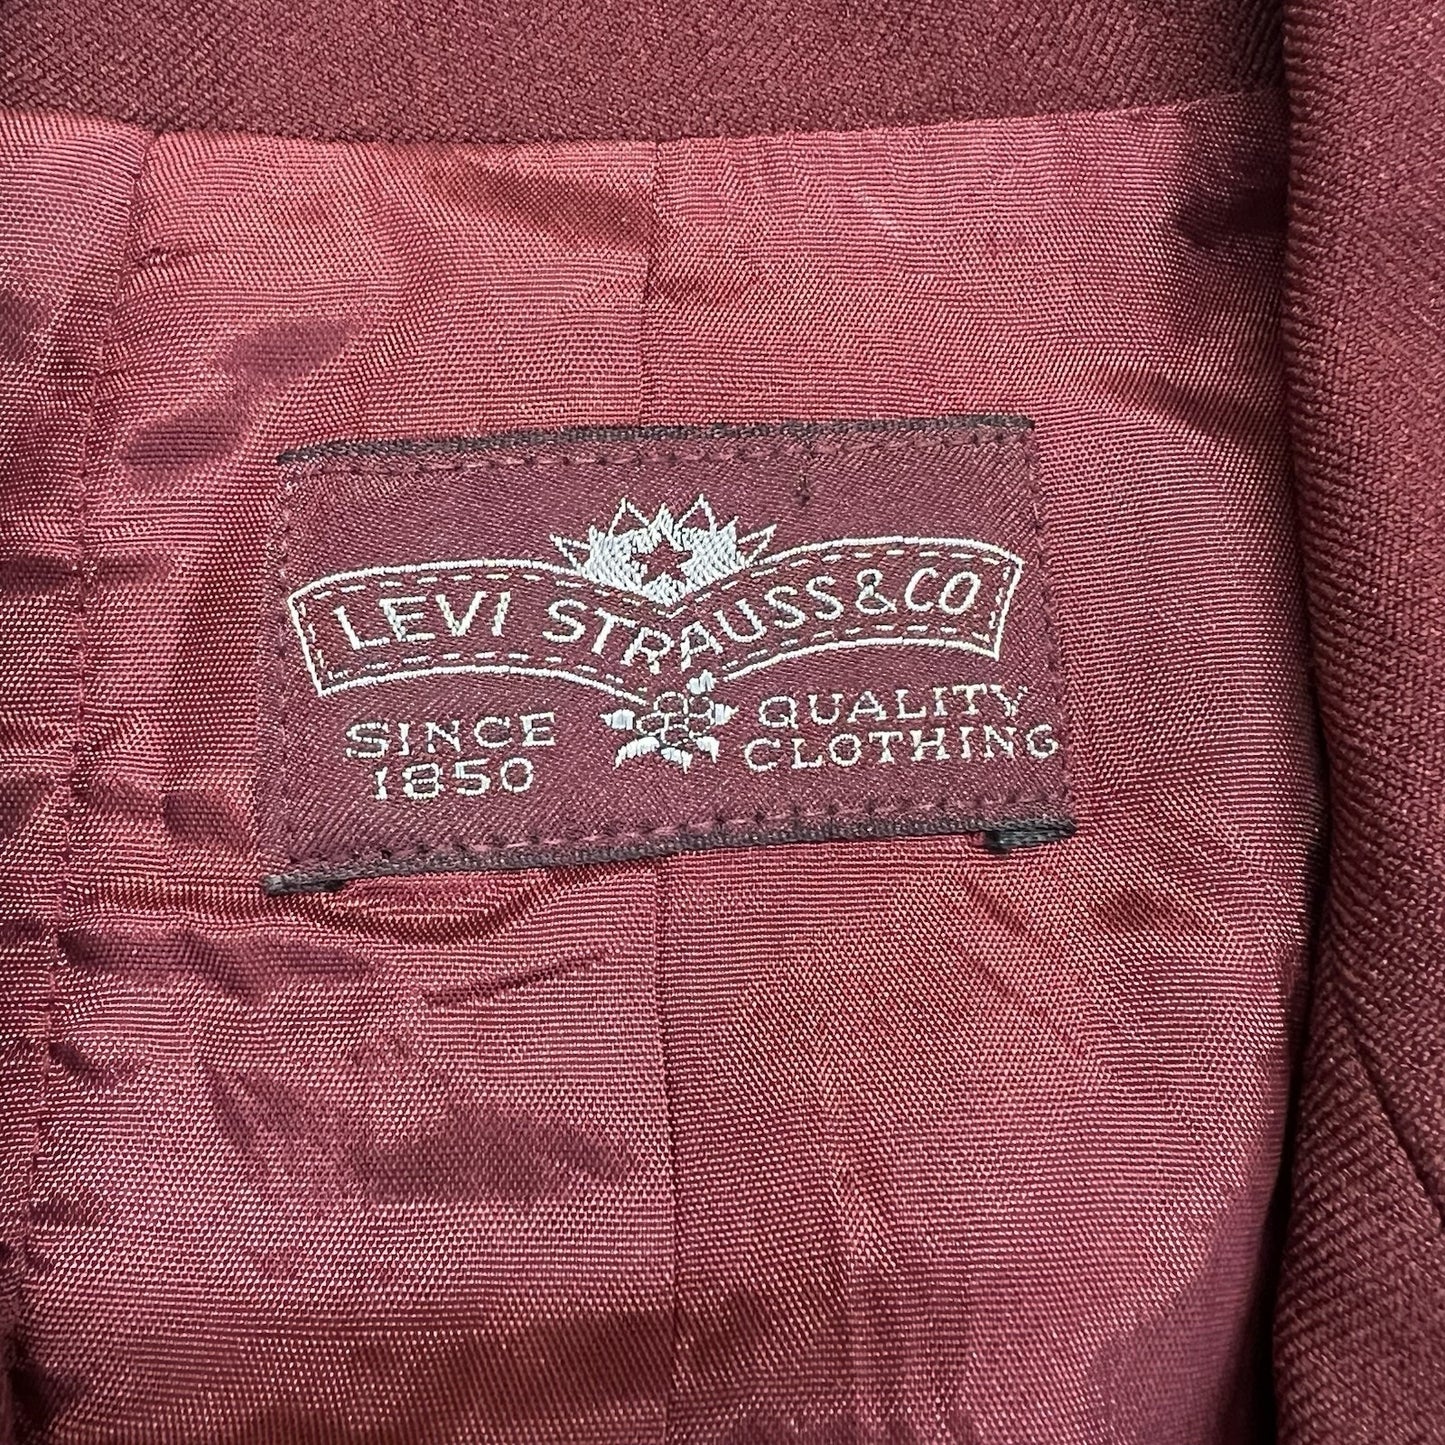 LEVI STRAUSS & CO
SINCE
1850
QUALITY
CLOTHING